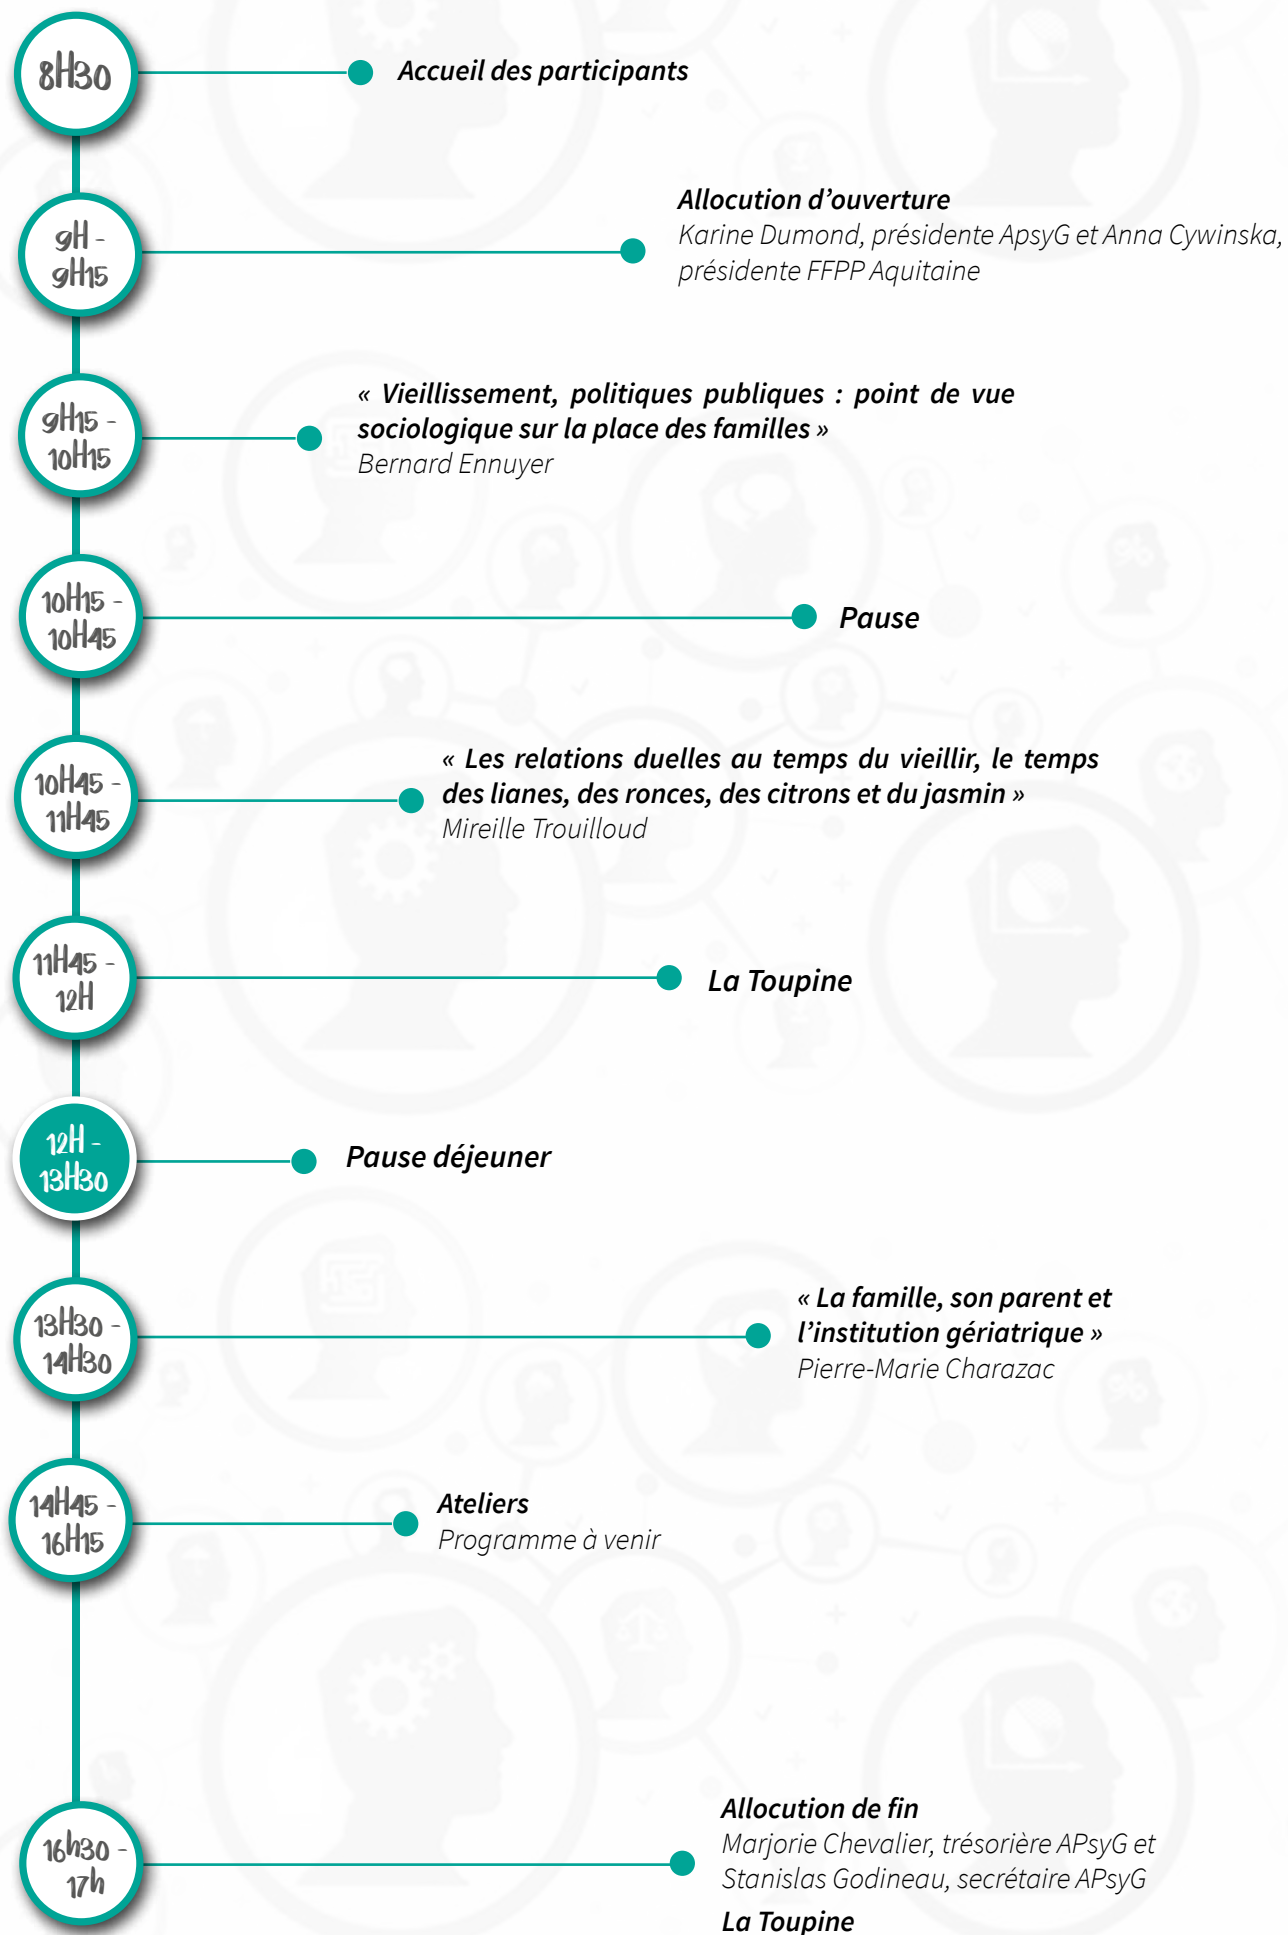 8H30
Accueil des participants
9H -
9H15
Allocution d’ouverture
Karine Dumond, présidente ApsyG et Anna Cywinska,
présidente FFPP Aquitaine
9H15 -
10H15
« Vieillissement, politiques publiques : point de vue
sociologique sur la place des familles »
Bernard Ennuyer
10H15 -
10H45
Pause
10H45 -
11H45
« Les relations duelles au temps du vieillir, le temps
des lianes, des ronces, des citrons et du jasmin »
Mireille Trouilloud
11H45 -
12H
La Toupine
12H -
13H30
Pause déjeuner
13H30 -
14H30
« La famille, son parent et
l’institution gériatrique »
Pierre-Marie Charazac
14H45 -
16H15
Ateliers
Programme à venir
16h30 -
17h
Allocution de fin
Marjorie Chevalier, trésorière APsyG et
Stanislas Godineau, secrétaire APsyG
La Toupine